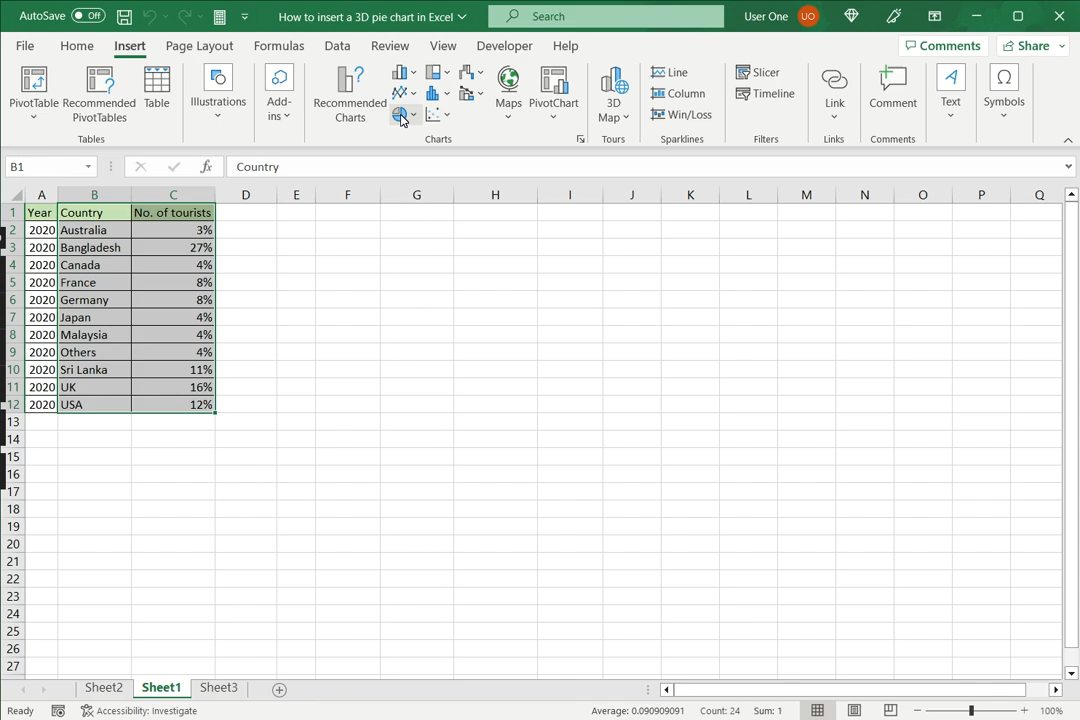 AutoSave Off How to insert a 3D pie chart in Excel Search User One UO
File Home Insert Page Layout Formulas Data Review View Developer Help Comments Share
PivotTable Recommended PivotTables Table Illustrations Add-ins Recommended Charts Maps PivotChart 3D Map Line Column Win/Loss Slicer Timeline Link Comment Text Symbols
Tables Charts Tours Sparklines Filters Links Comments
B1 fx Country
A B C D E F G H I J K L M N O P Q
1 Year Country No. of tourists
2 2020 Australia 3%
3 2020 Bangladesh 27%
4 2020 Canada 4%
5 2020 France 8%
6 2020 Germany 8%
7 2020 Japan 4%
8 2020 Malaysia 4%
9 2020 Others 4%
10 2020 Sri Lanka 11%
11 2020 UK 16%
12 2020 USA 12%
13
14
15
16
17
18
19
20
21
22
23
24
25
26
27
Sheet2 Sheet1 Sheet3
Ready Accessibility: Investigate Average: 0.090909091 Count: 24 Sum: 1 100%